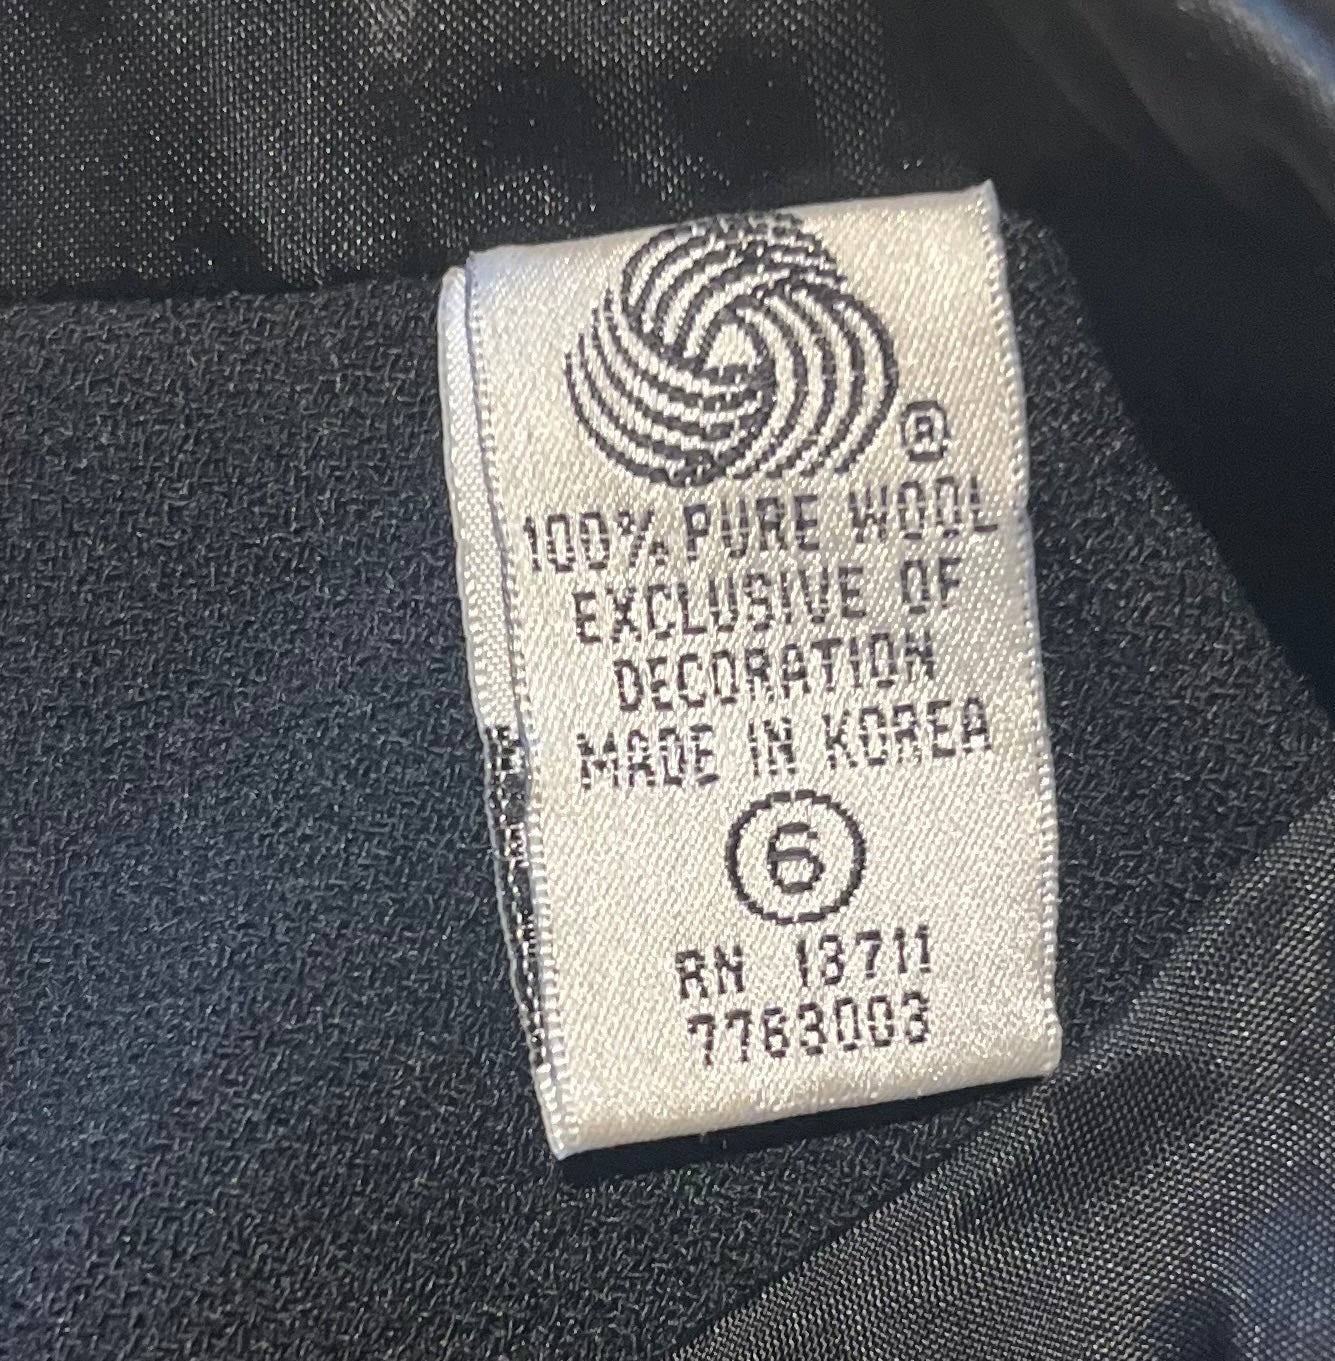 ®
100% PURE WOOL
EXCLUSIVE OF
DECORATION
MADE IN KOREA
6
RN 13711
7763003